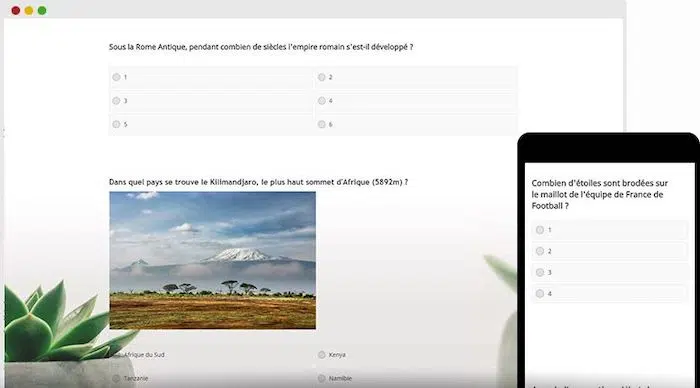 Sous la Rome Antique, pendant combien de siècles l'empire romain s'est-il développé ?
1
2
3
4
5
6
Dans quel pays se trouve le Kilimandjaro, le plus haut sommet d'Afrique (5892m) ?
Afrique du Sud
Kenya
Tanzanie
Namibie
Combien d'étoiles sont brodées sur
le maillot de l'équipe de France de
Football ?
1
2
3
4